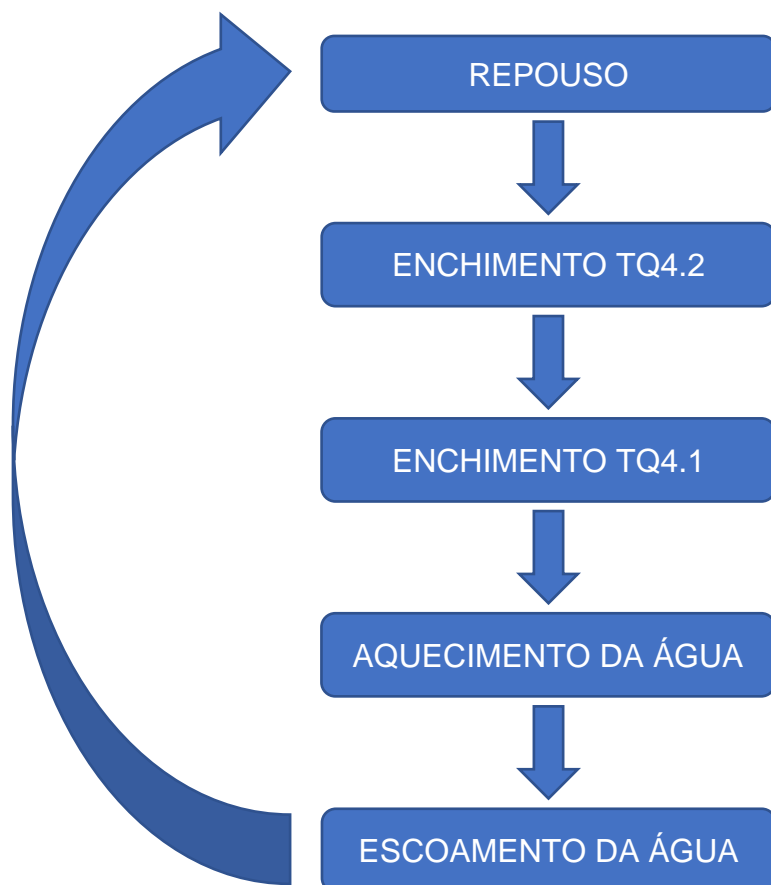 REPOUSO
ENCHIMENTO TQ4.2
ENCHIMENTO TQ4.1
AQUECIMENTO DA ÁGUA
ESCOAMENTO DA ÁGUA